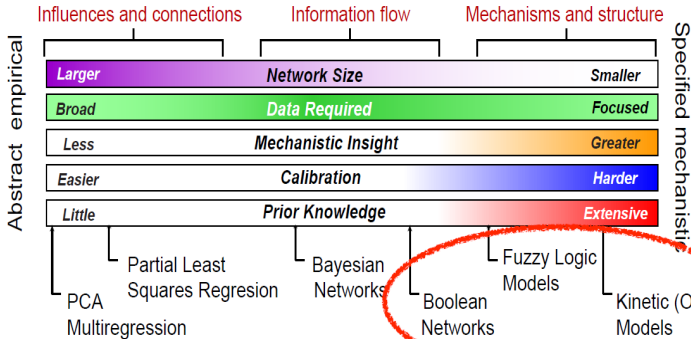 Influences and connections Information flow Mechanisms and structure
Abstract empirical
Specified mechanistic
Larger Network Size Smaller
Broad Data Required Focused
Less Mechanistic Insight Greater
Easier Calibration Harder
Little Prior Knowledge Extensive
PCA
Multiregression
Partial Least
Squares Regresion
Bayesian
Networks
Boolean
Networks
Fuzzy Logic
Models
Kinetic (O
Models